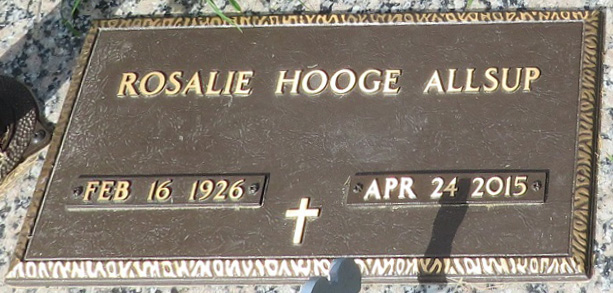 ROSALIE HOOGE ALLSUP
FEB 16 1926 APR 24 2015